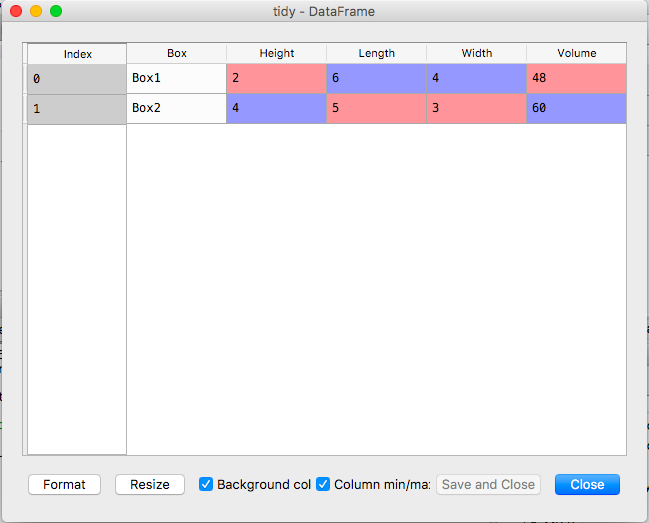 tidy - DataFrame
Index Box Height Length Width Volume
0 Box1 2 6 4 48
1 Box2 4 5 3 60
Format Resize Background col Column min/ma Save and Close Close